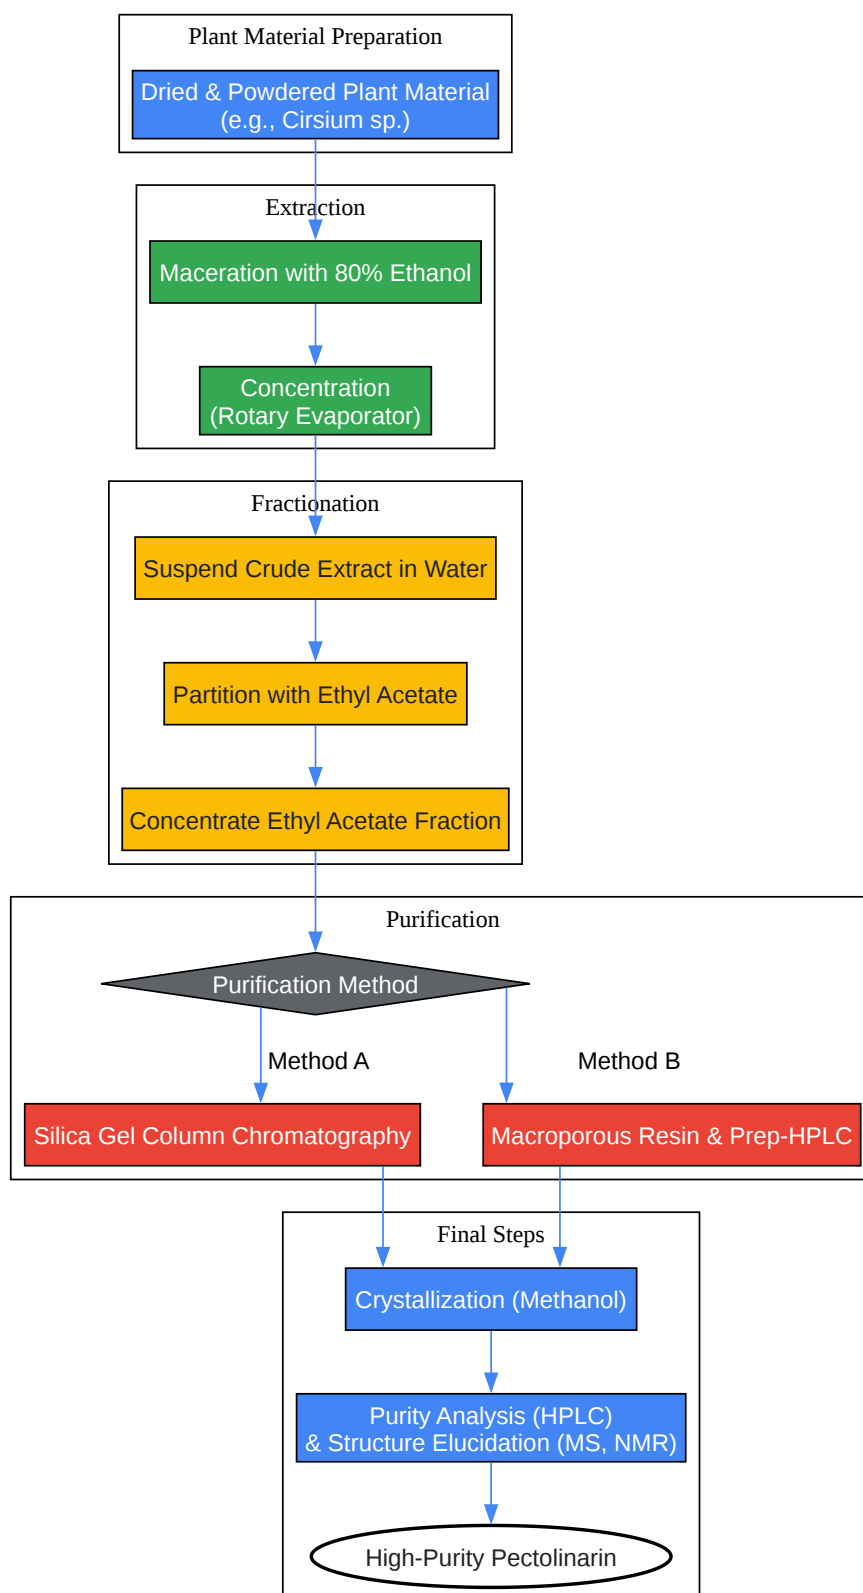 Plant Material Preparation
Dried & Powdered Plant Material
(e.g., Cirsium sp.)
Extraction
Maceration with 80% Ethanol
Concentration
(Rotary Evaporator)
Fractionation
Suspend Crude Extract in Water
Partition with Ethyl Acetate
Concentrate Ethyl Acetate Fraction
Purification
Purification Method
Method A
Method B
Silica Gel Column Chromatography
Macroporous Resin & Prep-HPLC
Final Steps
Crystallization (Methanol)
Purity Analysis (HPLC)
& Structure Elucidation (MS, NMR)
High-Purity Pectolinarin